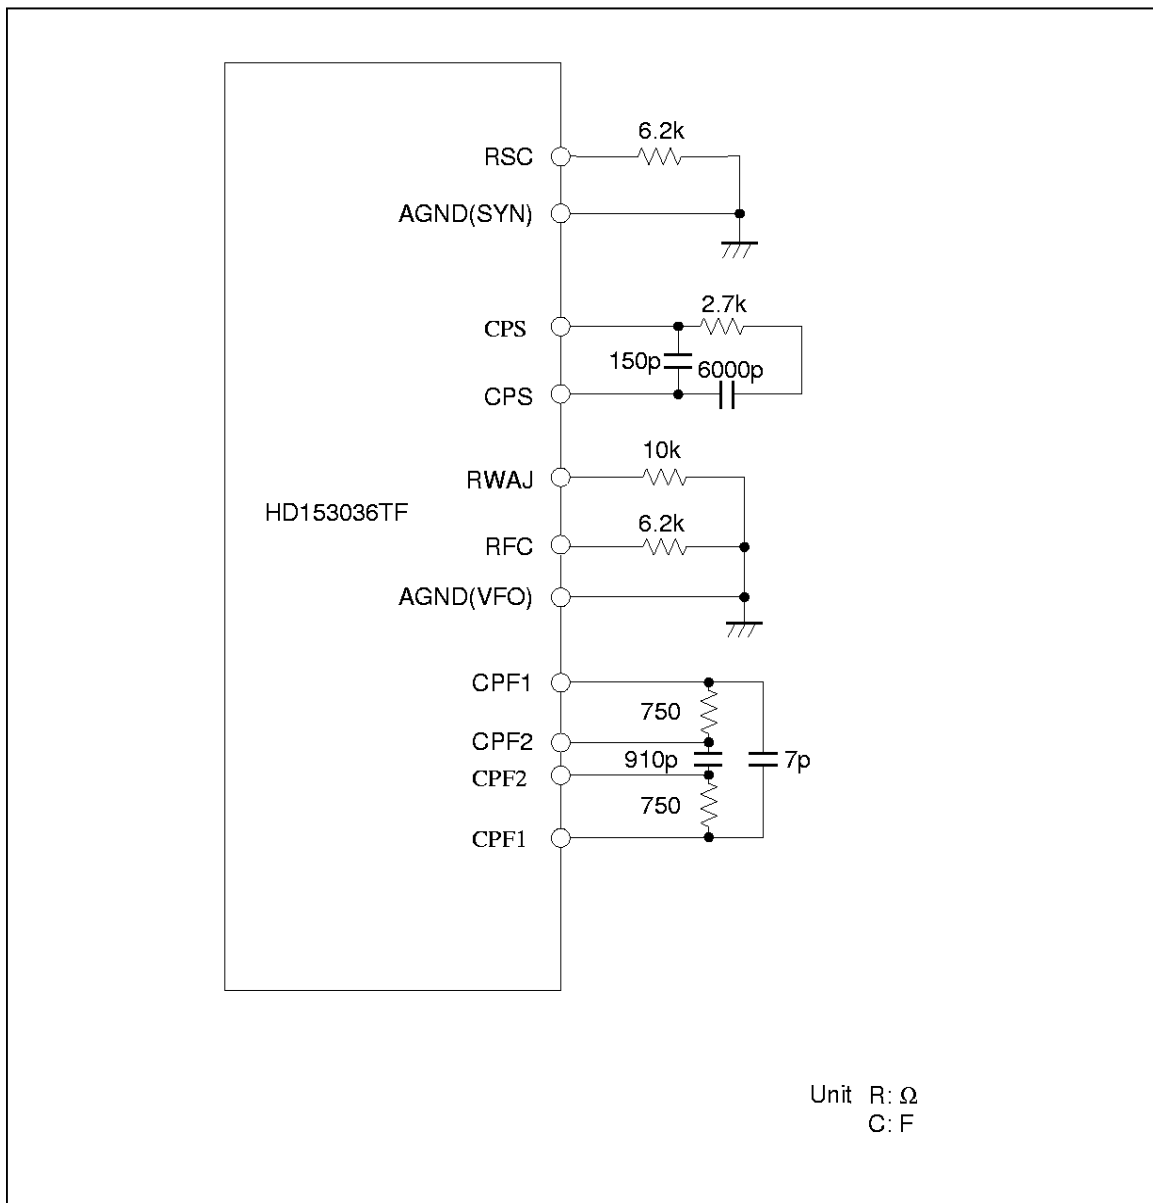 6.2k
RSC
AGND(SYN)
2.7k
CPS
150p
6000p
CPS
10k
RWAJ
HD153036TF
6.2k
RFC
AGND(VFO)
CPF1
750
CPF2
910p
7p
CPF2
750
CPF1
Unit R: Ω
C: F